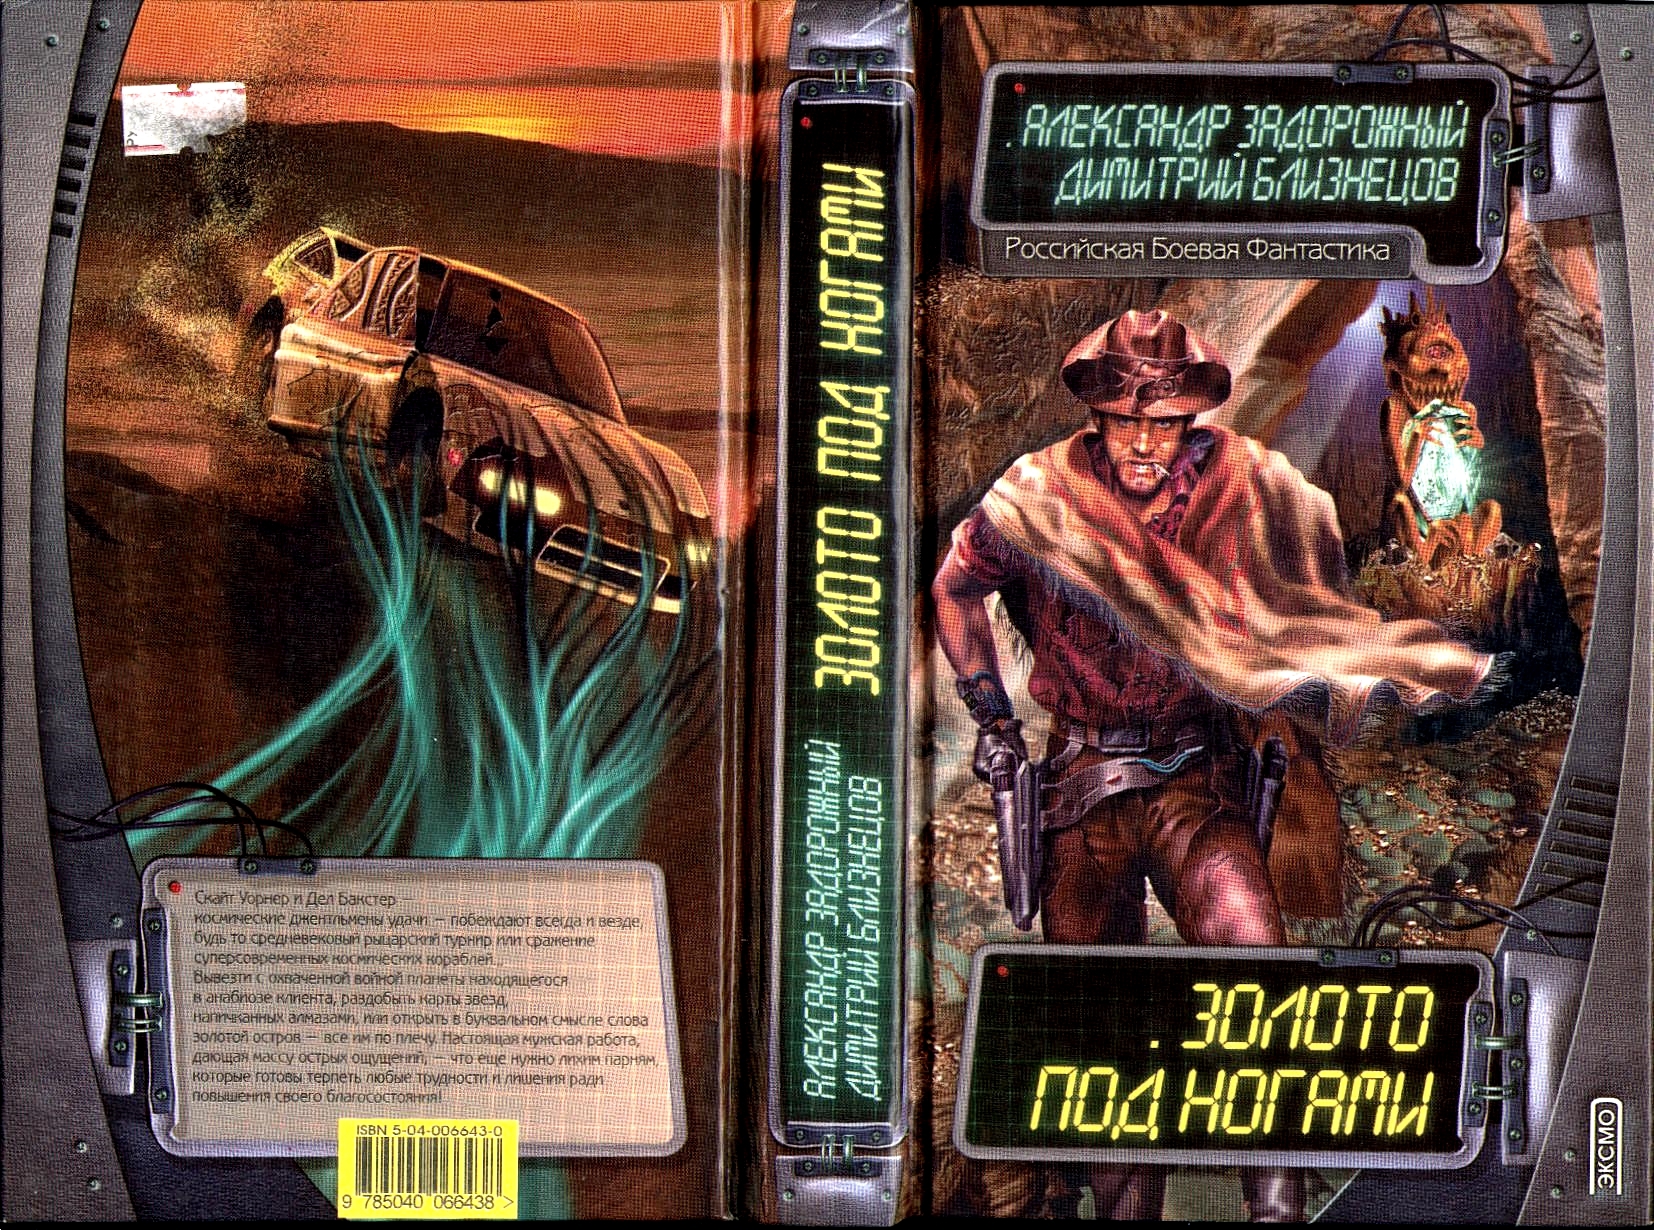 Скайт Уорнер и Дел Бакстер —
космические джентльмены удачи — побеждают всегда и везде,
будь то средневековый рыцарский турнир или сражение
суперсовременных космических кораблей...
Вывезти с охваченной войной планеты находящегося
в анабиозе клиента, раздобыть карты звезд,
напичканных алмазами, или открыть в буквальном смысле слова
золотой остров — все им по плечу. Настоящая мужская работа,
дающая массу острых ощущений, — что еще нужно лихим парням,
которые готовы терпеть любые трудности и лишения ради
повышения своего благосостояния!
ISBN 5-04-006643-0
9 785040 066438 >
АЛЕКСАНДР ЗАДОРОЖНЫЙ
ДИМИТРИЙ БЛИЗНЕЦОВ
ЗОЛОТО ПОД НОГАМИ
.АЛЕКСАНДР ЗАДОРОЖНЫЙ
ДИМИТРИЙ БЛИЗНЕЦОВ
Российская Боевая Фантастика
.ЗОЛОТО
ПОД НОГАМИ
ЭКСМО